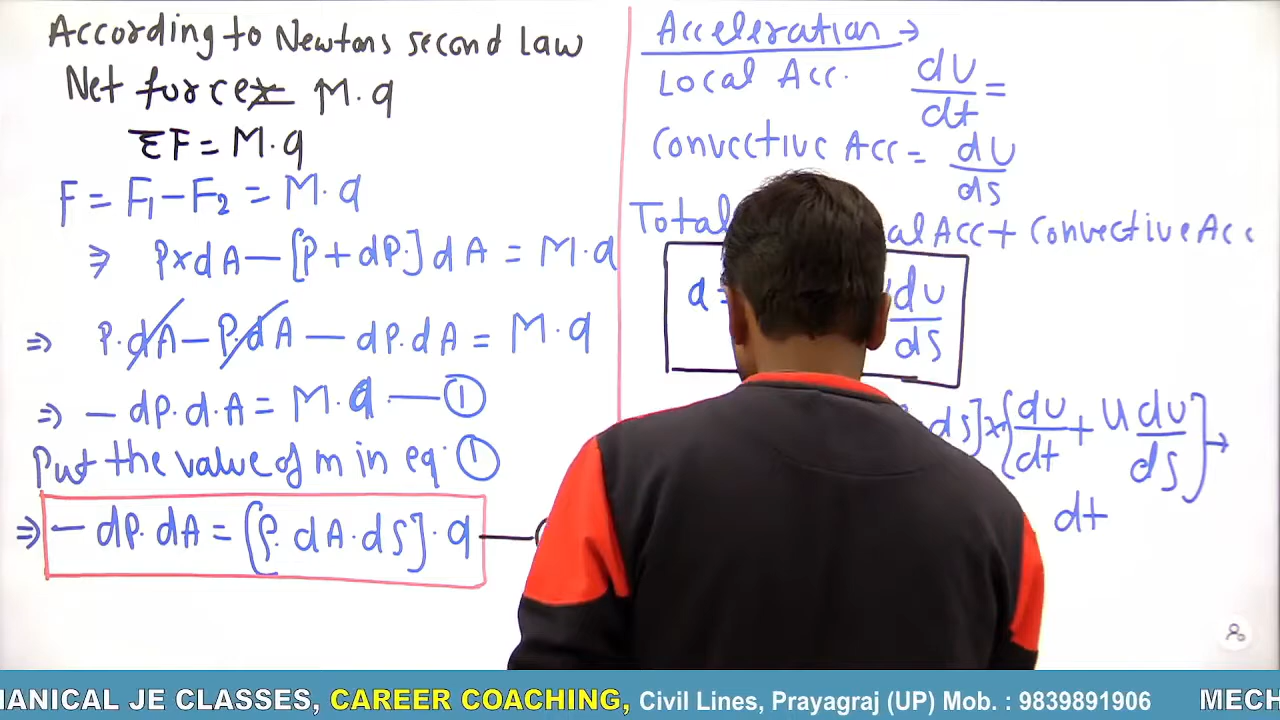 According to Newtons second law
Net force = M.a
ΣF = M.a
F = F₁ - F₂ = M.a
⇒ P×dA - [P + dP.] dA = M.a
⇒ P.dA - P.dA - dP.dA = M.a
⇒ - dP.d.A = M.a — ①
Put the value of m in eq. ①
⇒ - dP.dA = [ρ. dA.ds].a
Acceleration →
Local Acc. du/dt =
Convective Acc = du/ds
Total Acc + Convective Acc
a = du/ds
ds] × [du/dt + u du/ds] →
dt
MECHANICAL JE CLASSES, CAREER COACHING, Civil Lines, Prayagraj (UP) Mob. : 9839891906 MECH